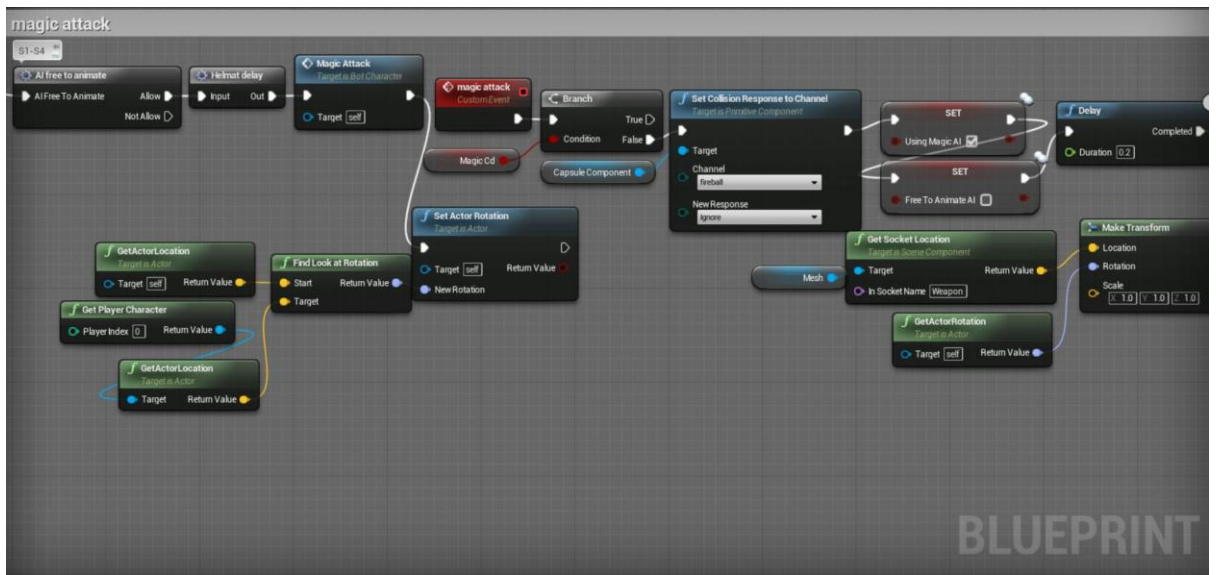 magic attack
S1-S4
AI free to animate
AI Free To Animate Allow
Not Allow
Helmat delay
Input Out
Magic Attack
Target is Bot Character
Target self
magic attack
Custom Event
Magic Cd
Branch
True
Condition False
Capsule Component
Set Collision Response to Channel
Target is Primitive Component
Target
Channel
fireball
New Response
Ignore
SET
Using Magic AI
SET
Free To Animate AI
Delay
Completed
Duration 0.2
GetActorLocation
Target is Actor
Target self Return Value
Get Player Character
Player Index 0 Return Value
GetActorLocation
Target is Actor
Target Return Value
Find Look at Rotation
Start Return Value
Target
Set Actor Rotation
Target is Actor
Target self Return Value
New Rotation
Mesh
Get Socket Location
Target is Scene Component
Target Return Value
In Socket Name Weapon
GetActorRotation
Target is Actor
Target self Return Value
Make Transform
Location
Rotation
Scale
X 1.0 Y 1.0 Z 1.0
BLUEPRINT